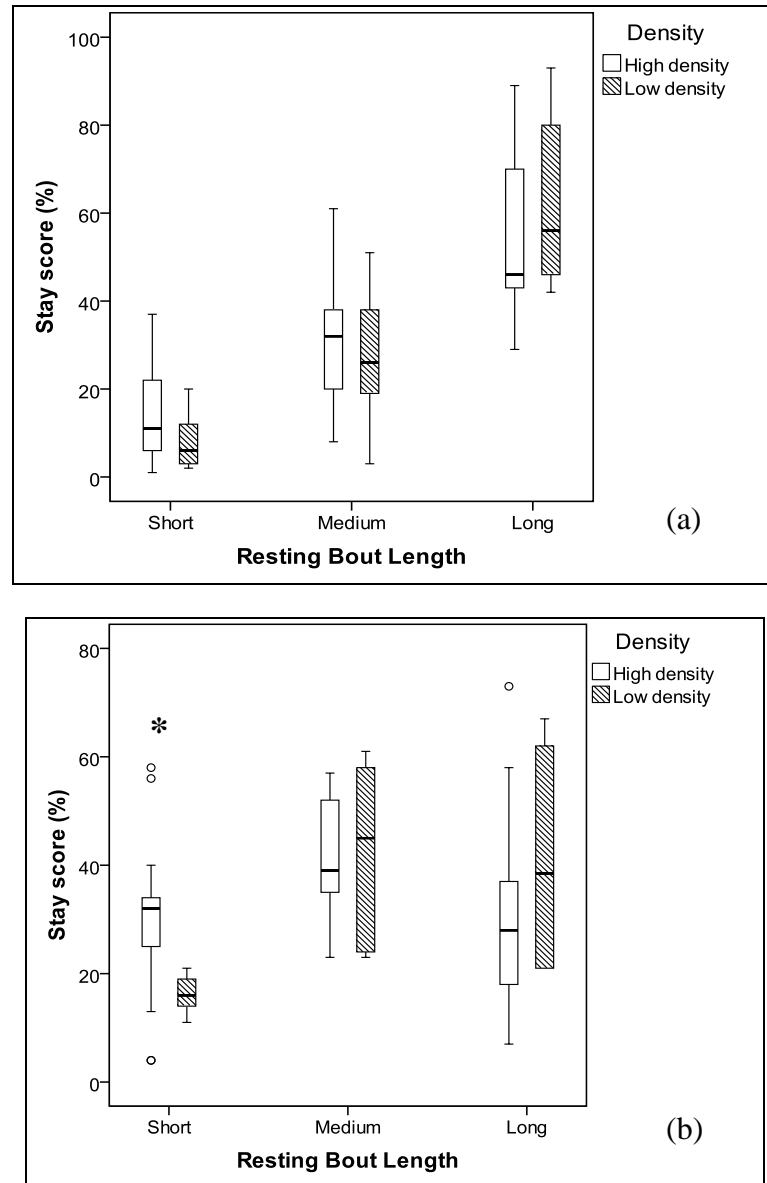 Density
High density
Low density
100
80
60
40
20
0
Stay score (%)
Short Medium Long
Resting Bout Length
(a)
Density
High density
Low density
80
60
40
20
0
*
Stay score (%)
Short Medium Long
Resting Bout Length
(b)